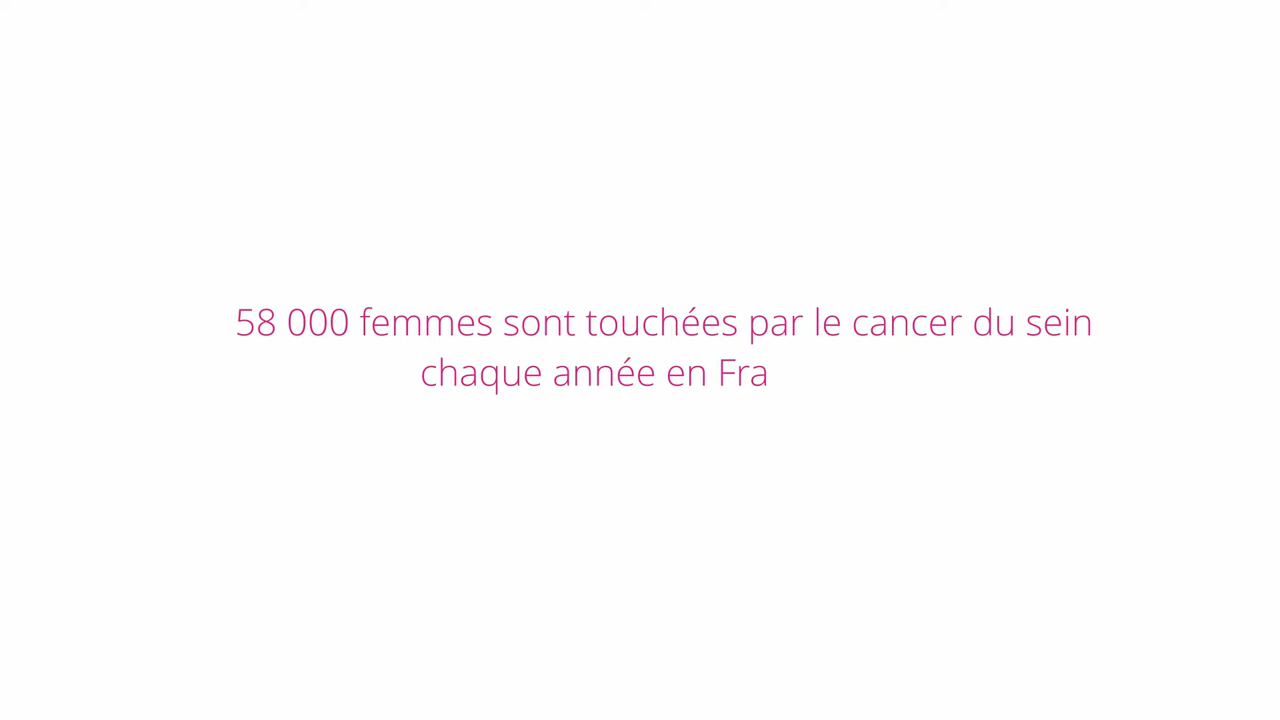 58 000 femmes sont touchées par le cancer du sein
chaque année en Fra